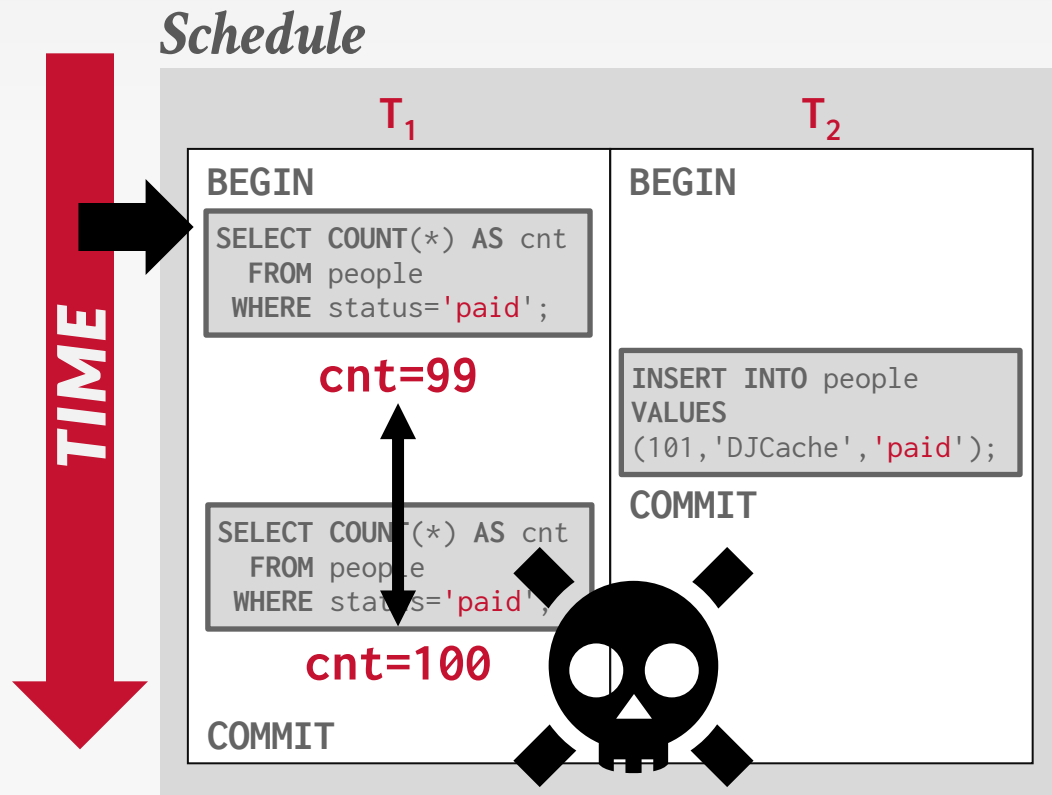 Schedule
TIME
T1
T2
BEGIN
SELECT COUNT(*) AS cnt
FROM people
WHERE status='paid';
cnt=99
SELECT COUNT(*) AS cnt
FROM people
WHERE status='paid';
cnt=100
COMMIT
BEGIN
INSERT INTO people
VALUES
(101,'DJCache','paid');
COMMIT